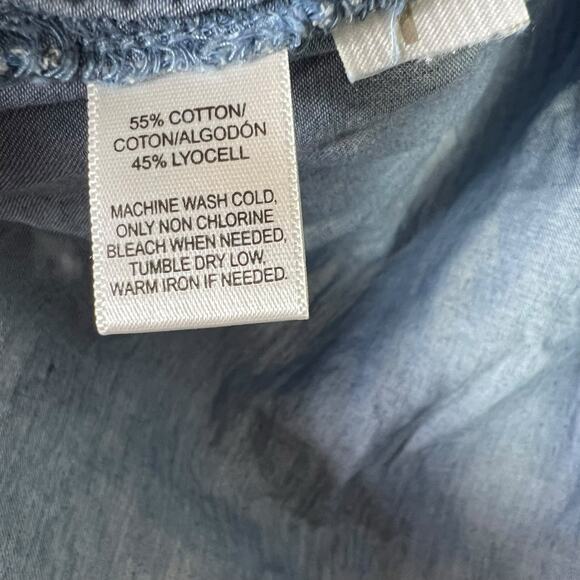 55% COTTON/
COTON/ALGODÓN
45% LYOCELL
MACHINE WASH COLD,
ONLY NON CHLORINE
BLEACH WHEN NEEDED,
TUMBLE DRY LOW.
WARM IRON IF NEEDED.